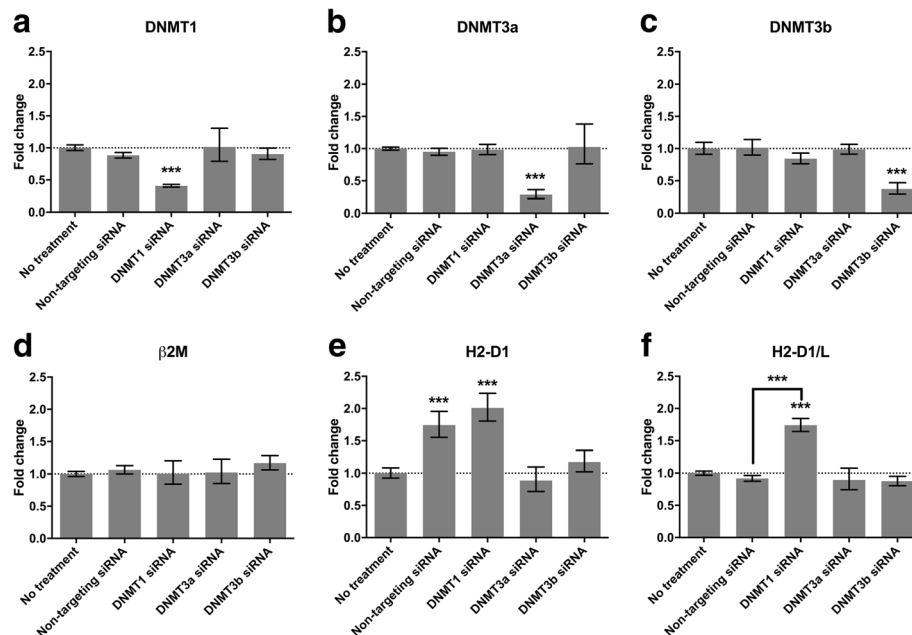 a
DNMT1
Fold change
2.5
2.0
1.5
1.0
0.5
0.0
***
No treatment
Non-targeting siRNA
DNMT1 siRNA
DNMT3a siRNA
DNMT3b siRNA
b
DNMT3a
Fold change
2.5
2.0
1.5
1.0
0.5
0.0
***
No treatment
Non-targeting siRNA
DNMT1 siRNA
DNMT3a siRNA
DNMT3b siRNA
c
DNMT3b
Fold change
2.5
2.0
1.5
1.0
0.5
0.0
***
No treatment
Non-targeting siRNA
DNMT1 siRNA
DNMT3a siRNA
DNMT3b siRNA
d
β2M
Fold change
2.5
2.0
1.5
1.0
0.5
0.0
No treatment
Non-targeting siRNA
DNMT1 siRNA
DNMT3a siRNA
DNMT3b siRNA
e
H2-D1
Fold change
2.5
2.0
1.5
1.0
0.5
0.0
***
***
No treatment
Non-targeting siRNA
DNMT1 siRNA
DNMT3a siRNA
DNMT3b siRNA
f
H2-D1/L
Fold change
2.5
2.0
1.5
1.0
0.5
0.0
***
***
No treatment
Non-targeting siRNA
DNMT1 siRNA
DNMT3a siRNA
DNMT3b siRNA